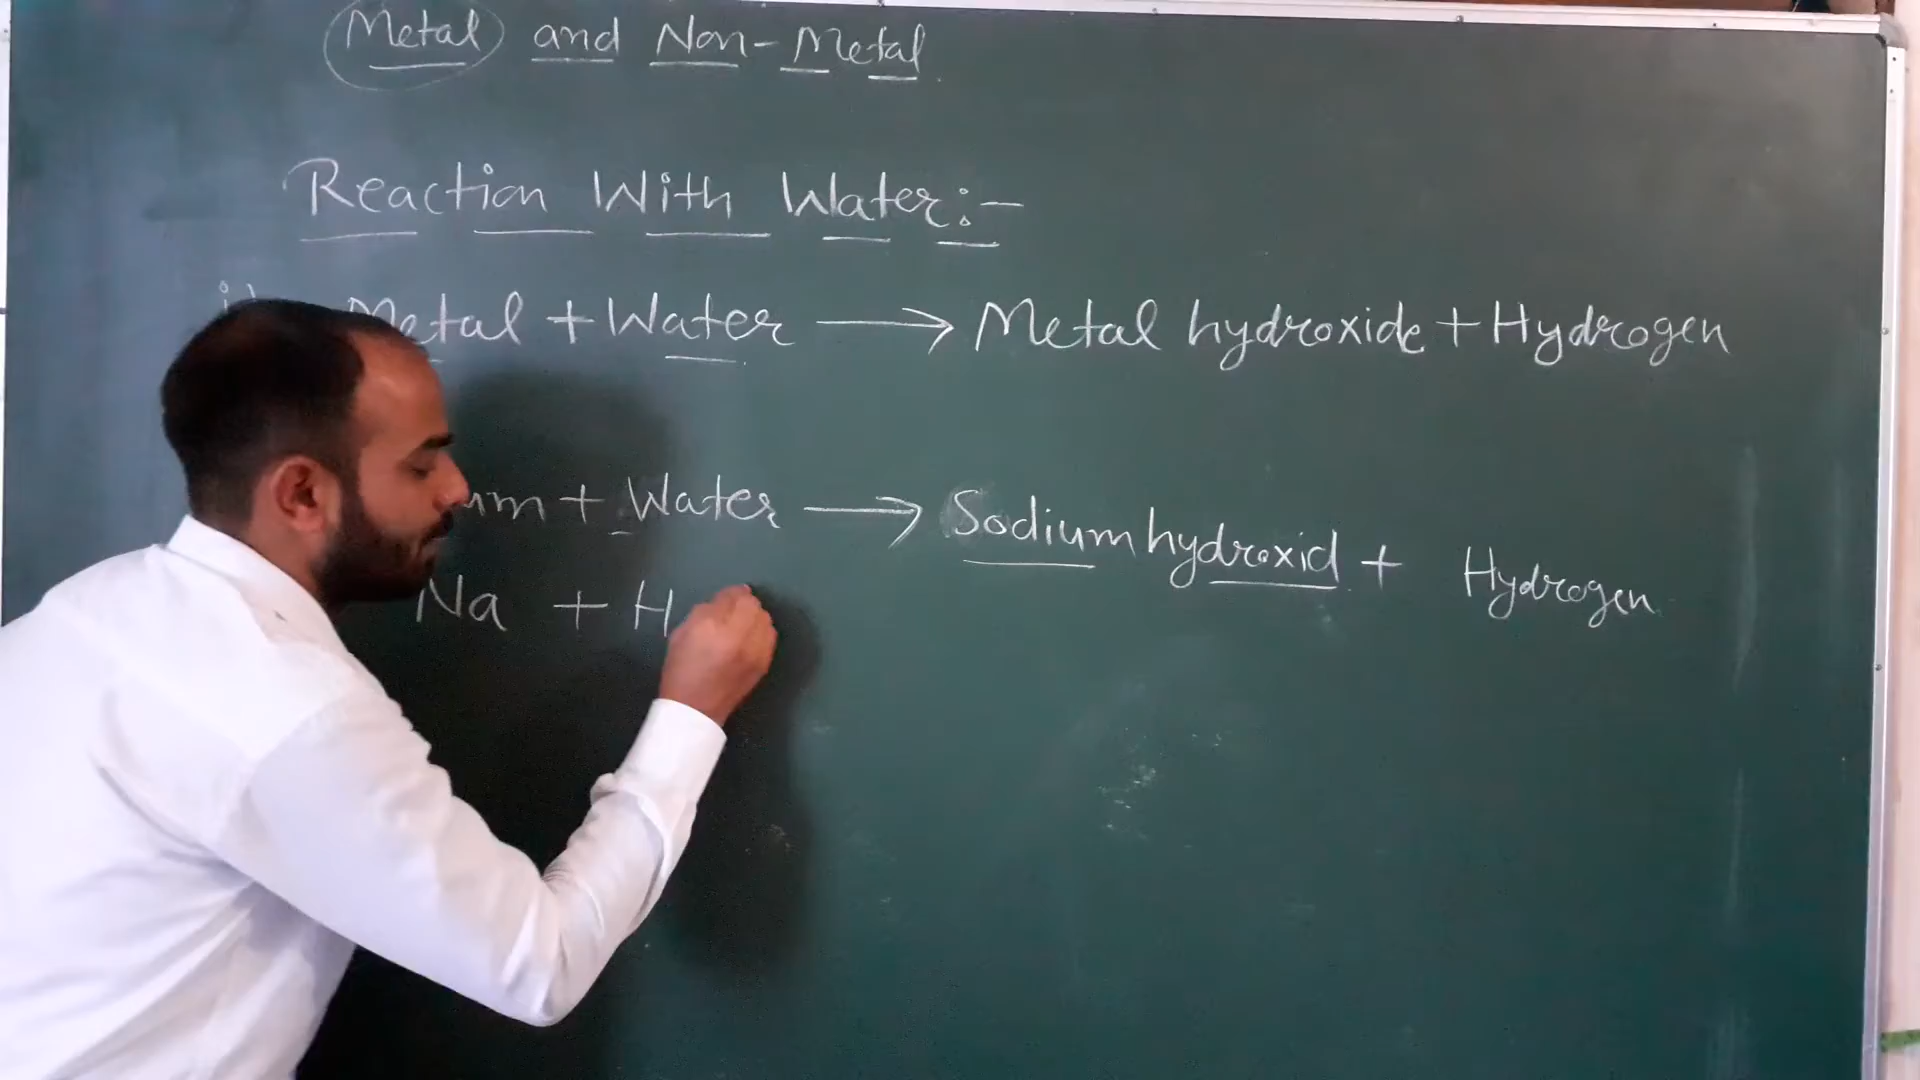 Metal and Non-Metal
Reaction With Water:-
i) Metal + Water → Metal hydroxide + Hydrogen
um + Water → Sodium hydroxid + Hydrogen
Na + H